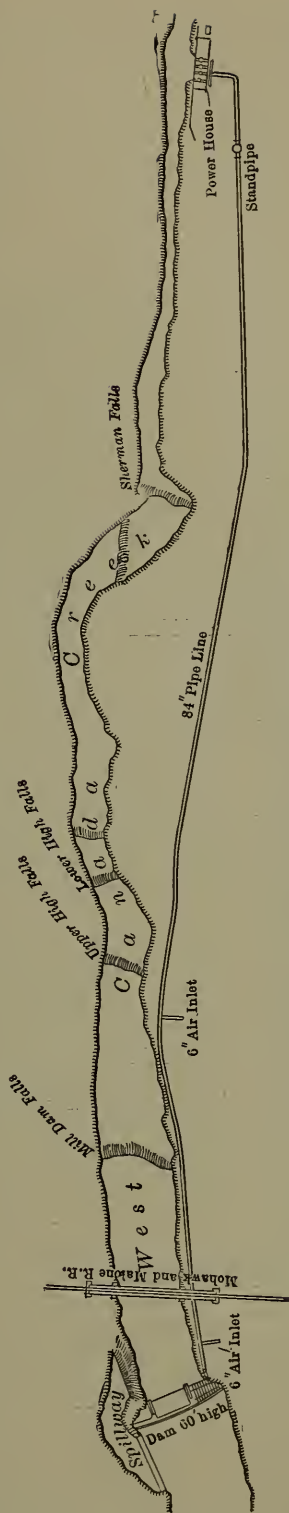 Spillway
Dam 60' high
6" Air Inlet
Mohawk and Malone R.R.
West Canada Creek
Mill Dam Falls
6" Air Inlet
Upper High Falls
Lower High Falls
84" Pipe Line
Sherman Falls
Standpipe
Power House